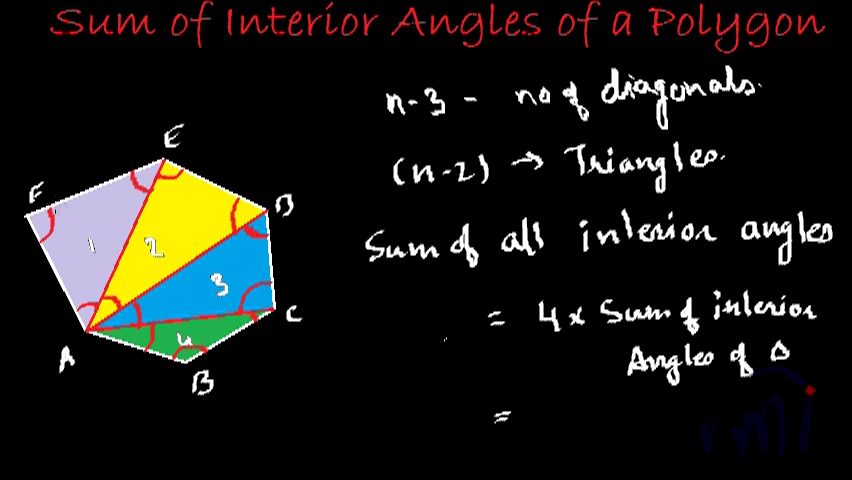 Sum of Interior Angles of a Polygon
n-3 - no of diagonals.
(n-2) → Triangles.
Sum of all interior angles
= 4 x Sum of interior
Angles of Δ
=
E
F
D
1
2
3
C
4
A
B
rmi